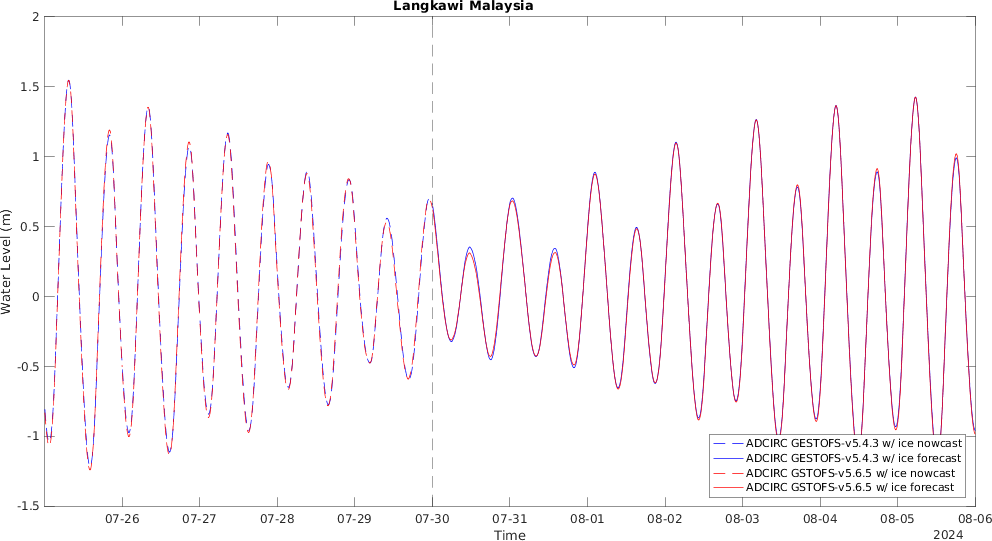 Langkawi Malaysia
2
1.5
1
0.5
0
-0.5
-1
-1.5
Water Level (m)
ADCIRC GESTOFS-v5.4.3 w/ ice nowcast
ADCIRC GESTOFS-v5.4.3 w/ ice forecast
ADCIRC GSTOFS-v5.6.5 w/ ice nowcast
ADCIRC GSTOFS-v5.6.5 w/ ice forecast
07-26 07-27 07-28 07-29 07-30 07-31 08-01 08-02 08-03 08-04 08-05 08-06
Time
2024